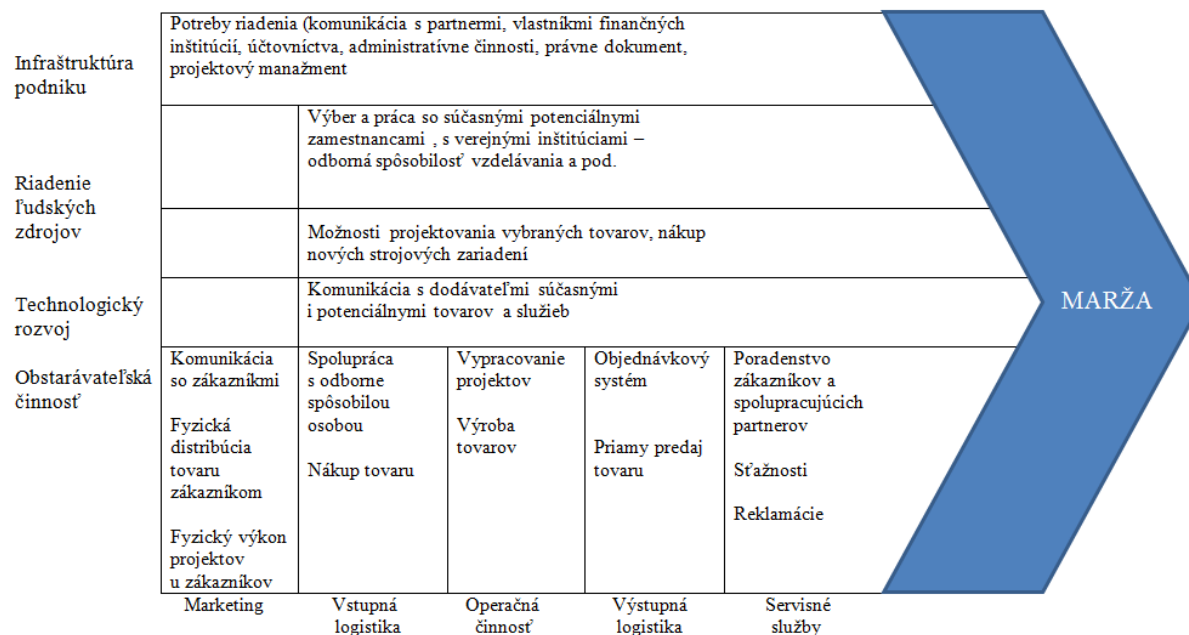 Infraštruktúra
podniku
Potreby riadenia (komunikácia s partnermi, vlastníkmi finančných
inštitúcií, účtovníctva, administratívne činnosti, právne dokument,
projektový manažment
Riadenie
ľudských
zdrojov
Výber a práca so súčasnými potenciálnymi
zamestnancami , s verejnými inštitúciami –
odborná spôsobilosť vzdelávania a pod.
Možnosti projektovania vybraných tovarov, nákup
nových strojových zariadení
Technologický
rozvoj
Komunikácia s dodávateľmi súčasnými
i potenciálnymi tovarov a služieb
MARŽA
Obstarávateľská
činnosť
Komunikácia
so zákazníkmi
Fyzická
distribúcia
tovaru
zákazníkom
Fyzický výkon
projektov
u zákazníkov
Spolupráca
s odborne
spôsobilou
osobou
Nákup tovaru
Vypracovanie
projektov
Výroba
tovarov
Objednávkový
systém
Priamy predaj
tovaru
Poradenstvo
zákazníkov a
spolupracujúcich
partnerov
Sťažnosti
Reklamácie
Marketing
Vstupná
logistika
Operačná
činnosť
Výstupná
logistika
Servisné
služby